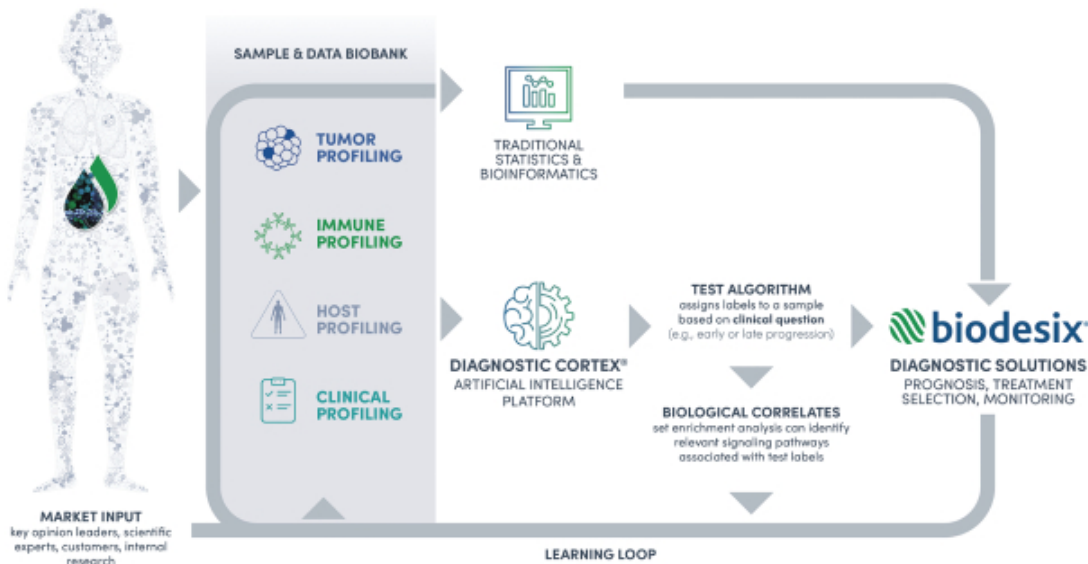 SAMPLE & DATA BIOBANK
TUMOR
PROFILING
IMMUNE
PROFILING
HOST
PROFILING
CLINICAL
PROFILING
TRADITIONAL
STATISTICS &
BIOINFORMATICS
DIAGNOSTIC CORTEX®
ARTIFICIAL INTELLIGENCE
PLATFORM
TEST ALGORITHM
assigns labels to a sample
based on clinical question
(e.g., early or late progression)
BIOLOGICAL CORRELATES
set enrichment analysis can identify
relevant signaling pathways
associated with test labels
biodesix
DIAGNOSTIC SOLUTIONS
PROGNOSIS, TREATMENT
SELECTION, MONITORING
MARKET INPUT
key opinion leaders, scientific
experts, customers, internal
research
LEARNING LOOP